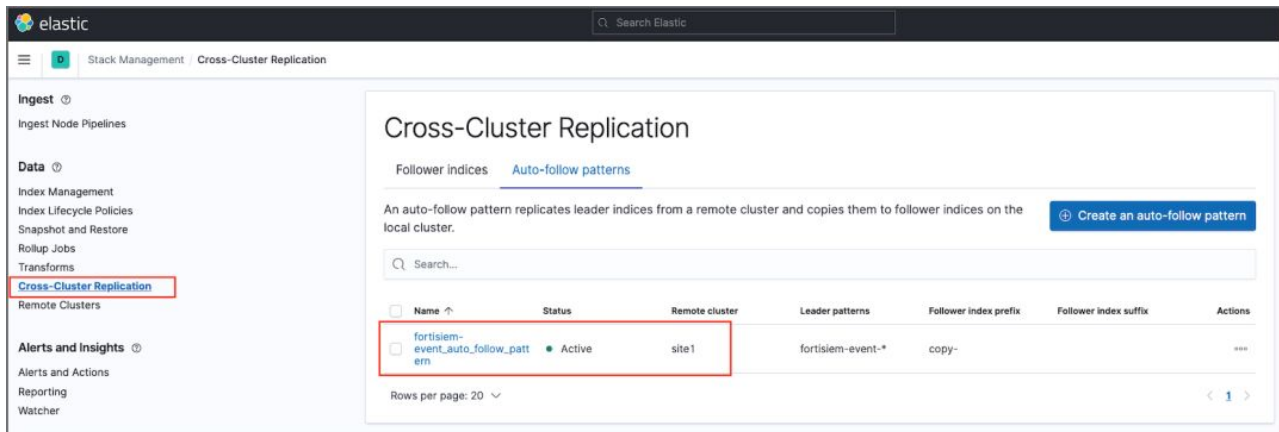 elastic
Search Elastic
D
Stack Management / Cross-Cluster Replication
Ingest
Ingest Node Pipelines
Data
Index Management
Index Lifecycle Policies
Snapshot and Restore
Rollup Jobs
Transforms
Cross-Cluster Replication
Remote Clusters
Alerts and Insights
Alerts and Actions
Reporting
Watcher
Cross-Cluster Replication
Follower indices Auto-follow patterns
An auto-follow pattern replicates leader indices from a remote cluster and copies them to follower indices on the
local cluster.
Create an auto-follow pattern
Search...
Name Status Remote cluster Leader patterns Follower index prefix Follower index suffix Actions
fortisiem-
event_auto_follow_patt
ern
Active site1 fortisiem-event-* copy-
Rows per page: 20
< 1 >